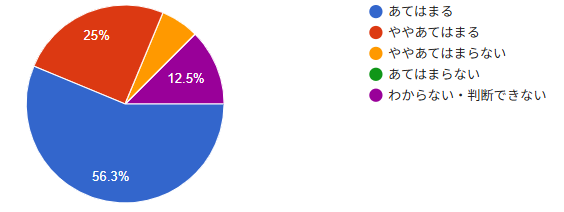 25%
12.5%
56.3%
あてはまる
ややあてはまる
ややあてはまらない
あてはまらない
わからない・判断できない